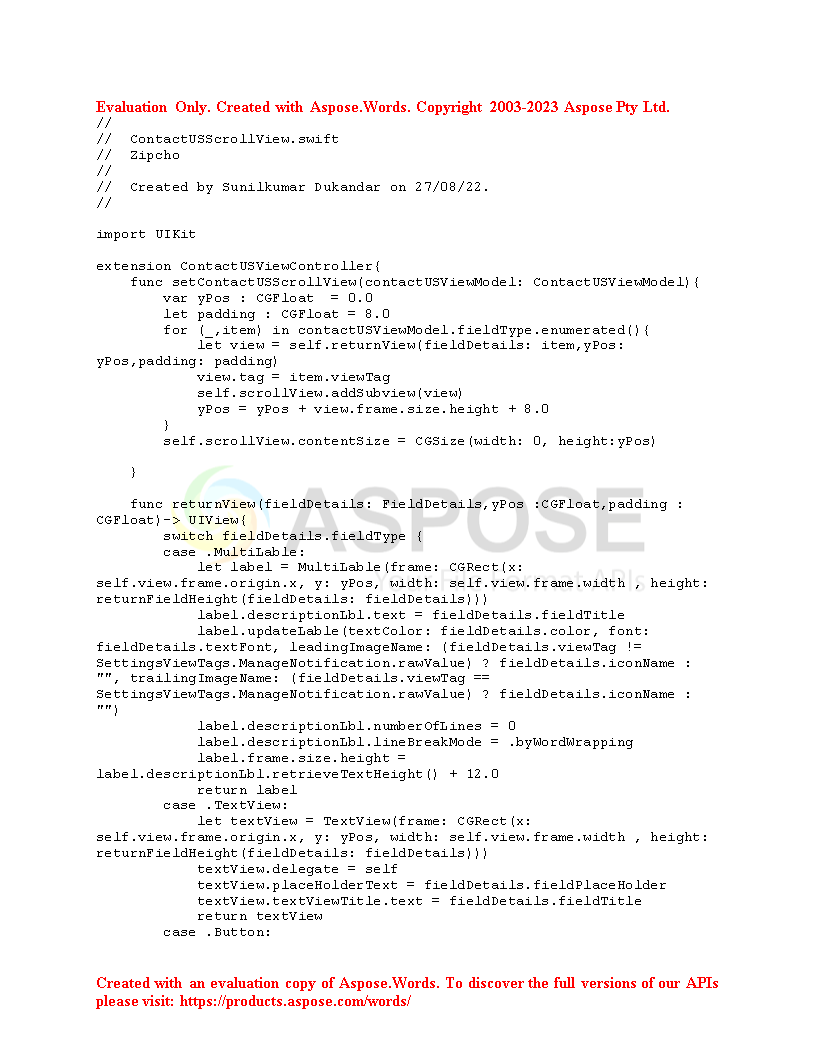 Evaluation Only. Created with Aspose.Words. Copyright 2003-2023 Aspose Pty Ltd.
//
//  ContactUSScrollView.swift
//  Zipcho
//
//  Created by Sunilkumar Dukandar on 27/08/22.
//

import UIKit

extension ContactUSViewController{
    func setContactUSScrollView(contactUSViewModel: ContactUSViewModel){
        var yPos : CGFloat  = 0.0
        let padding : CGFloat = 8.0
        for (_,item) in contactUSViewModel.fieldType.enumerated(){
            let view = self.returnView(fieldDetails: item,yPos:
yPos,padding: padding)
            view.tag = item.viewTag
            self.scrollView.addSubview(view)
            yPos = yPos + view.frame.size.height + 8.0
        }
        self.scrollView.contentSize = CGSize(width: 0, height:yPos)

    }

    func returnView(fieldDetails: FieldDetails,yPos :CGFloat,padding :
CGFloat)-> UIView{
        switch fieldDetails.fieldType {
        case .MultiLable:
            let label = MultiLable(frame: CGRect(x:
self.view.frame.origin.x, y: yPos, width: self.view.frame.width , height:
returnFieldHeight(fieldDetails: fieldDetails)))
            label.descriptionLbl.text = fieldDetails.fieldTitle
            label.updateLable(textColor: fieldDetails.color, font:
fieldDetails.textFont, leadingImageName: (fieldDetails.viewTag !=
SettingsViewTags.ManageNotification.rawValue) ? fieldDetails.iconName :
"", trailingImageName: (fieldDetails.viewTag ==
SettingsViewTags.ManageNotification.rawValue) ? fieldDetails.iconName :
"")
            label.descriptionLbl.numberOfLines = 0
            label.descriptionLbl.lineBreakMode = .byWordWrapping
            label.frame.size.height =
label.descriptionLbl.retrieveTextHeight() + 12.0
            return label
        case .TextView:
            let textView = TextView(frame: CGRect(x:
self.view.frame.origin.x, y: yPos, width: self.view.frame.width , height:
returnFieldHeight(fieldDetails: fieldDetails)))
            textView.delegate = self
            textView.placeHolderText = fieldDetails.fieldPlaceHolder
            textView.textViewTitle.text = fieldDetails.fieldTitle
            return textView
        case .Button:
ASPOSE
Created with an evaluation copy of Aspose.Words. To discover the full versions of our APIs
please visit: https://products.aspose.com/words/